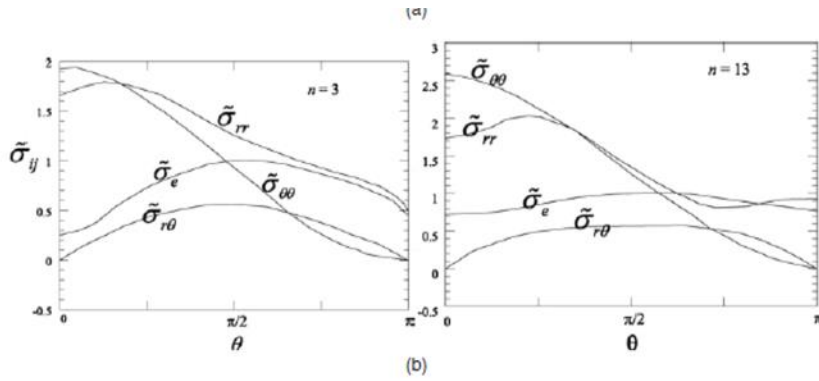 (a)
2
1.5
1
0.5
0
-0.5
σ̃ij
n = 3
σ̃rr
σ̃e
σ̃θθ
σ̃rθ
0
π/2
π
θ
3
2.5
2
1.5
1
0.5
0
-0.5
σ̃θθ
n = 13
σ̃rr
σ̃e
σ̃rθ
0
π/2
π
θ
(b)